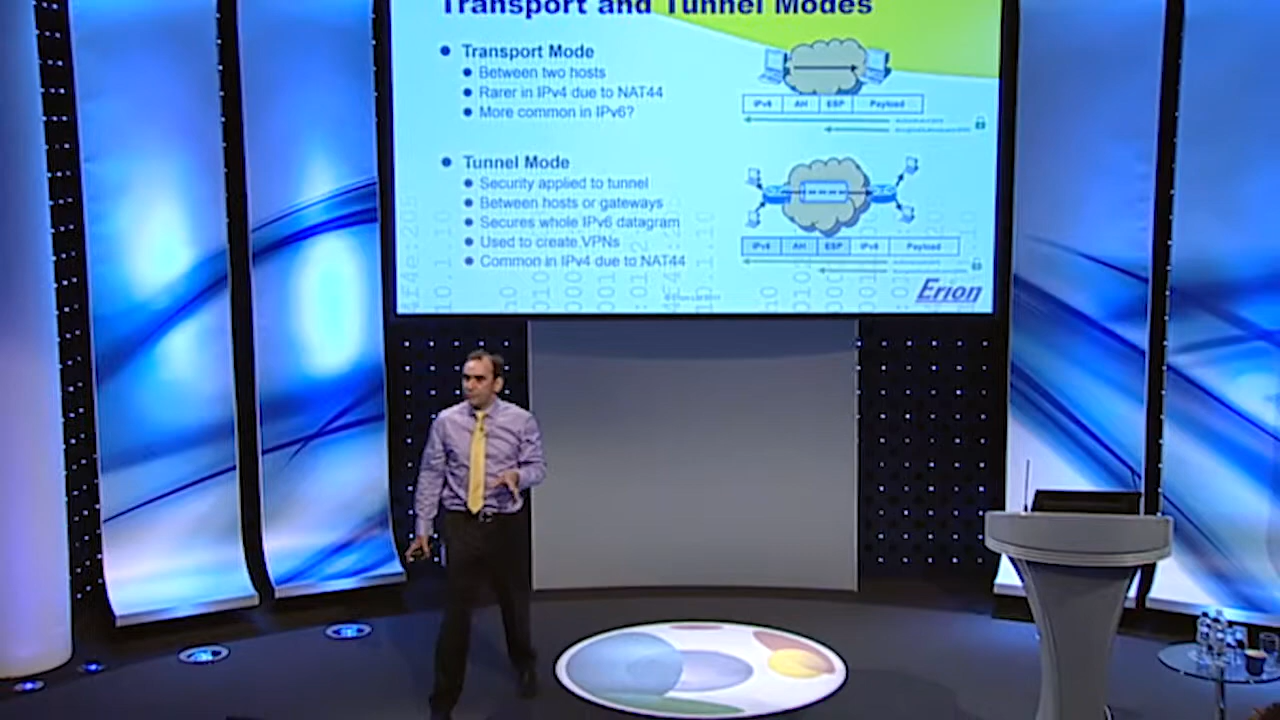 Transport and Tunnel Modes
Transport Mode
Between two hosts
Rarer in IPv4 due to NAT44
More common in IPv6?
IPv6 AH ESP Payload
Tunnel Mode
Security applied to tunnel
Between hosts or gateways
Secures whole IPv6 datagram
Used to create VPNs
Common in IPv4 due to NAT44
IPv6 AH ESP IPv6 Payload
Erion